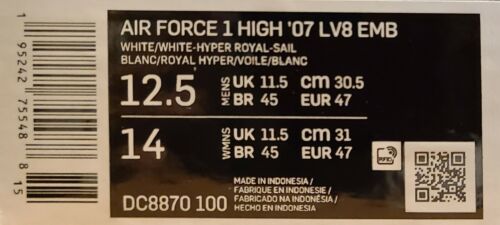 AIR FORCE 1 HIGH '07 LV8 EMB
WHITE/WHITE-HYPER ROYAL-SAIL
BLANC/ROYAL HYPER/VOILE/BLANC
12.5 MENS UK 11.5 CM 30.5
BR 45 EUR 47
14 WMNS UK 11.5 CM 31
BR 45 EUR 47
RFID
MADE IN INDONESIA /
FABRIQUE EN INDONESIE /
FABRICADO NA INDONÉSIA /
HECHO EN INDONESIA
DC8870 100
1 95242 75548 8 15